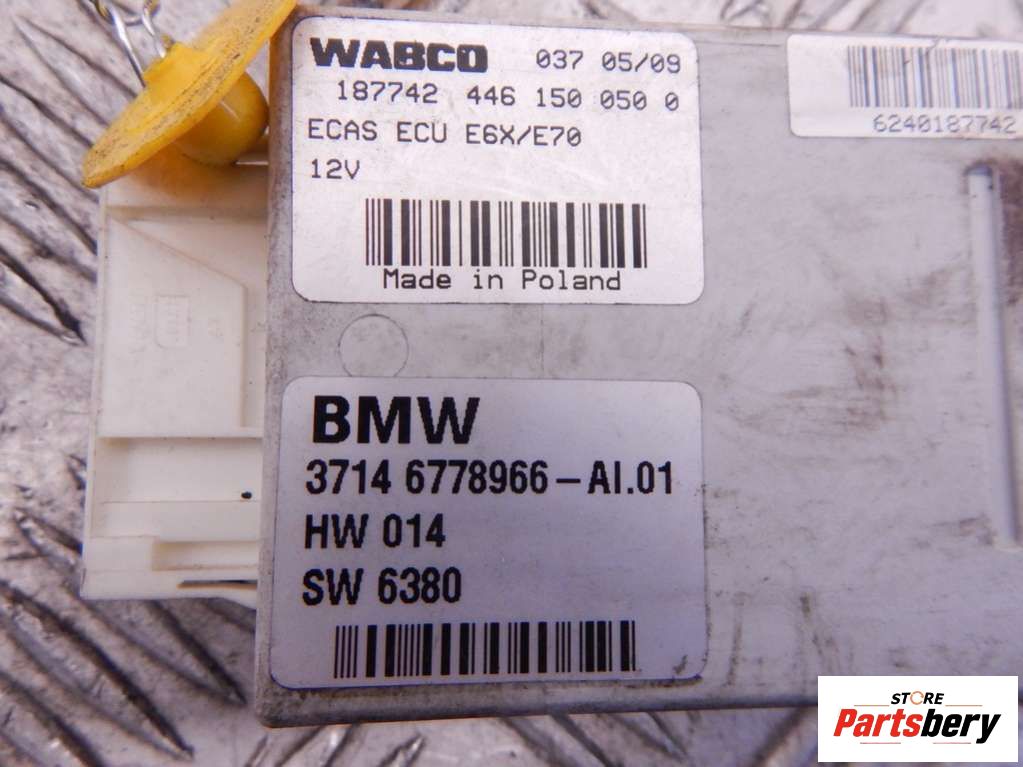 WABCO 037 05/09
187742 446 150 050 0
ECAS ECU E6X/E70
12V
Made in Poland
6240187742
BMW
3714 6778966-AI.01
HW 014
SW 6380
STORE
Partsbery